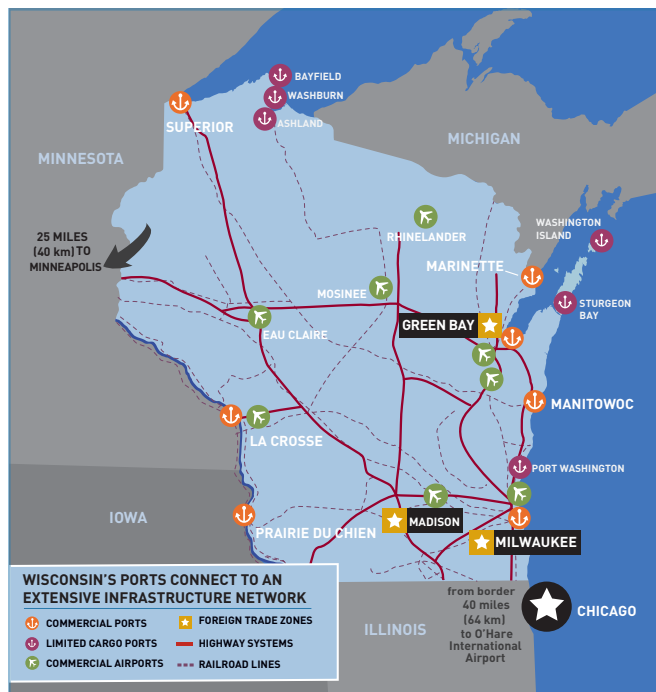 BAYFIELD
WASHBURN
ASHLAND
SUPERIOR
MINNESOTA
MICHIGAN
WASHINGTON
ISLAND
25 MILES
(40 km) TO
MINNEAPOLIS
RHINELANDER
MARINETTE
MOSINEE
STURGEON
BAY
GREEN BAY
EAU CLAIRE
MANITOWOC
LA CROSSE
PORT WASHINGTON
IOWA
PRAIRIE DU CHIEN
MADISON
MILWAUKEE
WISCONSIN'S PORTS CONNECT TO AN
EXTENSIVE INFRASTRUCTURE NETWORK
COMMERCIAL PORTS
LIMITED CARGO PORTS
COMMERCIAL AIRPORTS
FOREIGN TRADE ZONES
HIGHWAY SYSTEMS
RAILROAD LINES
ILLINOIS
from border
40 miles
(64 km)
to O'Hare
International
Airport
CHICAGO